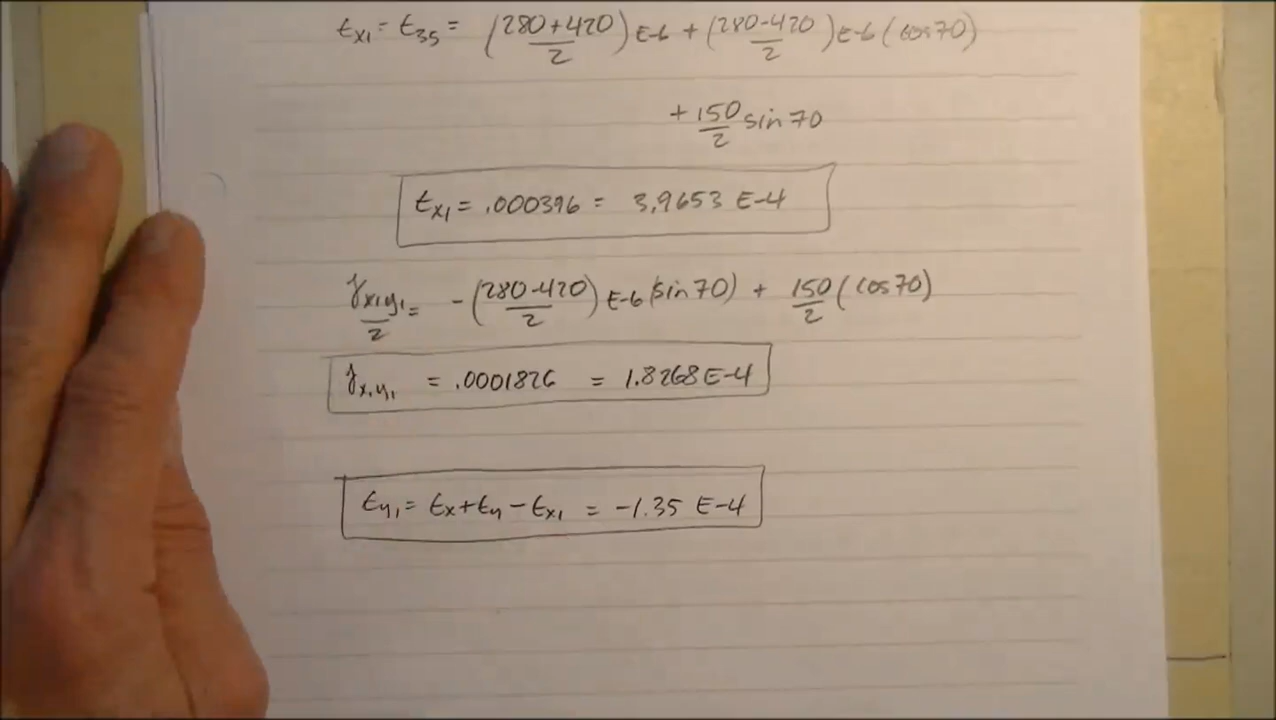 εx1 = ε35 = (280+420/2)E-6 + (280-420/2)E-6(cos70)
+ 150/2 sin70
εx1 = .000396 = 3.9653 E-4
γx1y1/2 = -(280-420/2)E-6(sin70) + 150/2(cos70)
γx1y1 = .0001826 = 1.8268E-4
εy1 = εx+εy-εx1 = -1.35 E-4